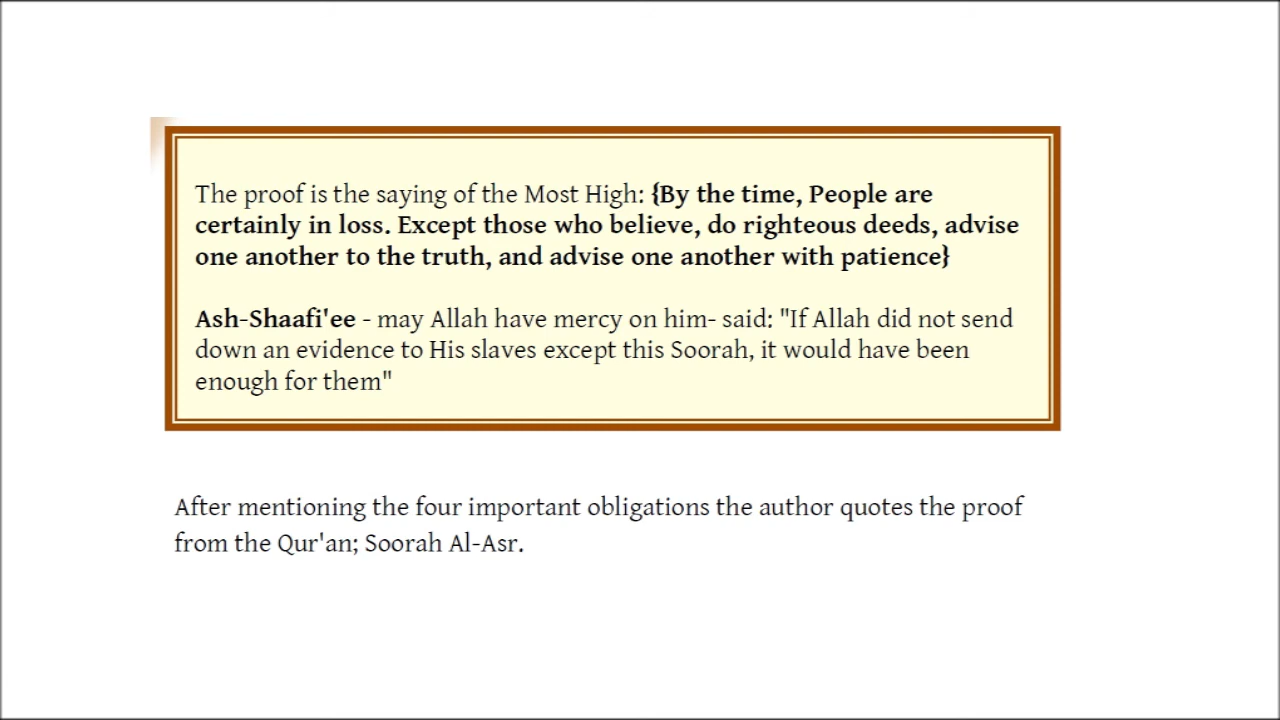 The proof is the saying of the Most High: {By the time, People are
certainly in loss. Except those who believe, do righteous deeds, advise
one another to the truth, and advise one another with patience}
Ash-Shaafi'ee - may Allah have mercy on him- said: "If Allah did not send
down an evidence to His slaves except this Soorah, it would have been
enough for them"
After mentioning the four important obligations the author quotes the proof
from the Qur'an; Soorah Al-Asr.